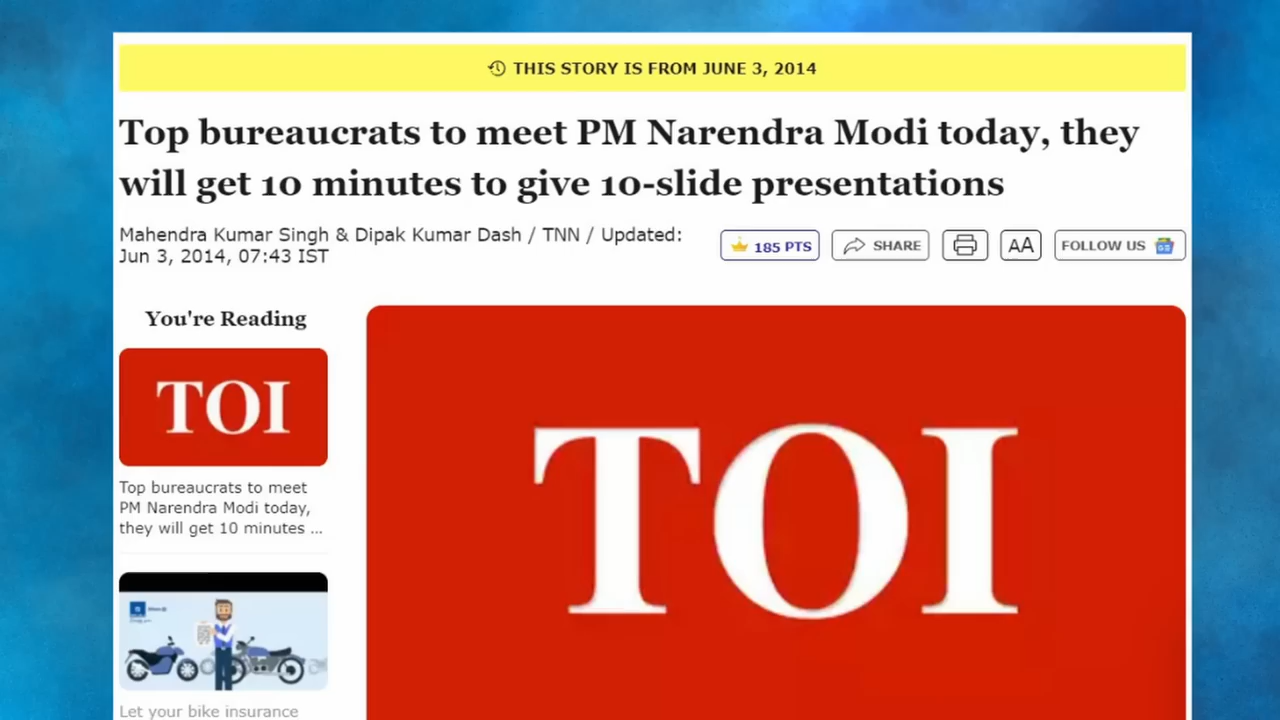 THIS STORY IS FROM JUNE 3, 2014
Top bureaucrats to meet PM Narendra Modi today, they
will get 10 minutes to give 10-slide presentations
Mahendra Kumar Singh & Dipak Kumar Dash / TNN / Updated:
Jun 3, 2014, 07:43 IST
185 PTS
SHARE
AA
FOLLOW US
You're Reading
TOI
Top bureaucrats to meet
PM Narendra Modi today,
they will get 10 minutes ...
Let your bike insurance
TOI